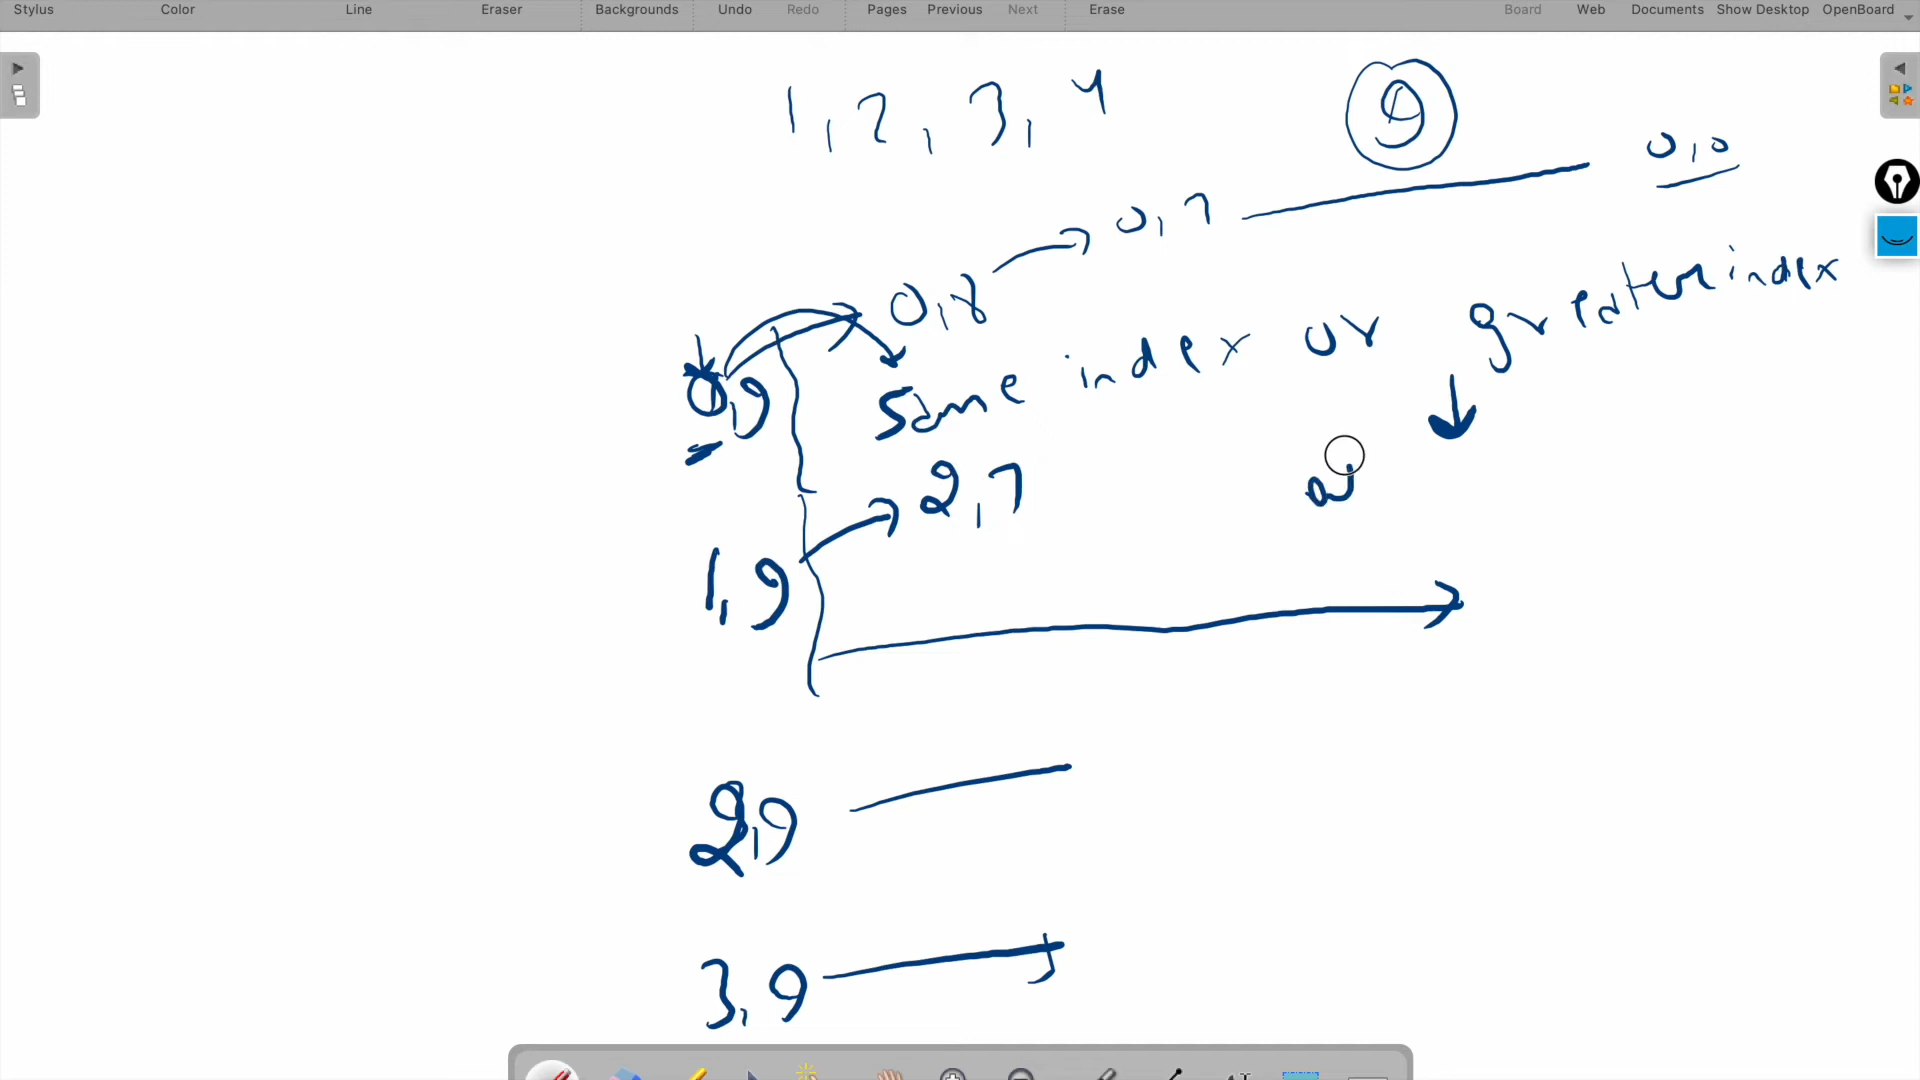 Stylus Color Line Eraser Backgrounds Undo Redo Pages Previous Next Erase Board Web Documents Show Desktop OpenBoard
1, 2, 3, 4
9
0, 0
0, 7
0, 8
0, 9
same index or greater index
2, 7
a
1, 9
2, 9
3, 9